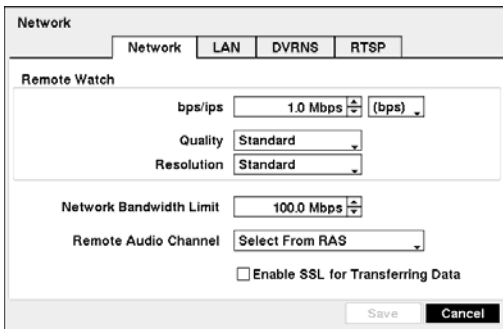 Network
Network LAN DVRNS RTSP
Remote Watch
bps/ips 1.0 Mbps (bps)
Quality Standard
Resolution Standard
Network Bandwidth Limit 100.0 Mbps
Remote Audio Channel Select From RAS
Enable SSL for Transferring Data
Save Cancel